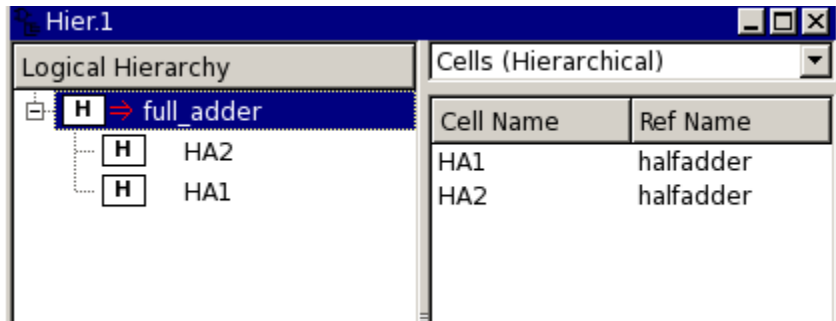 Hier.1
Logical Hierarchy
H ⇒ full_adder
H HA2
H HA1
Cells (Hierarchical)
Cell Name Ref Name
HA1 halfadder
HA2 halfadder